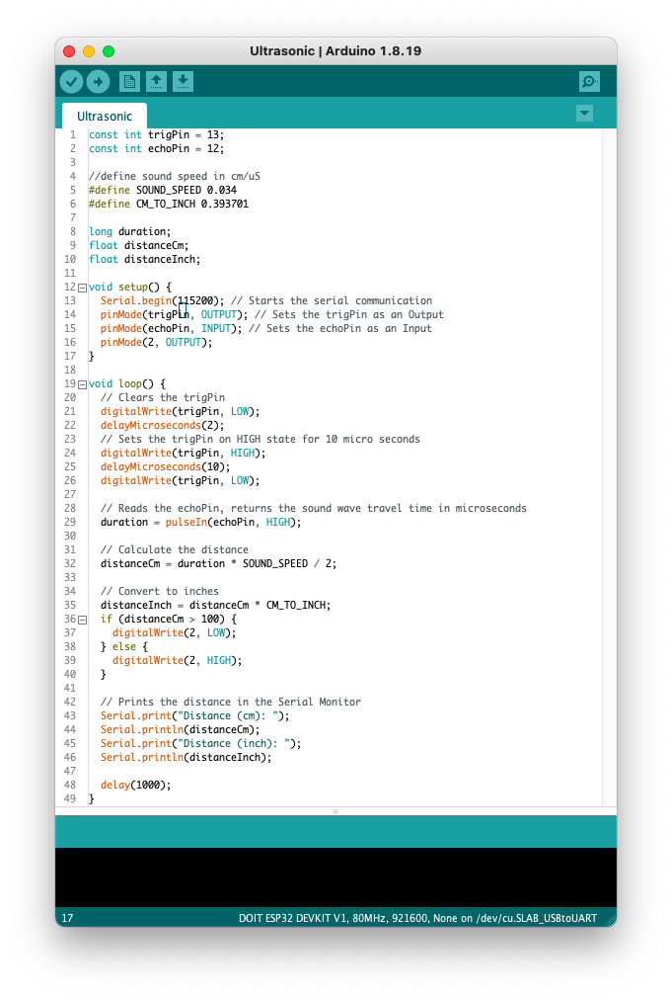 Ultrasonic | Arduino 1.8.19
Ultrasonic
1 const int trigPin = 13;
2 const int echoPin = 12;
3
4 //define sound speed in cm/uS
5 #define SOUND_SPEED 0.034
6 #define CM_TO_INCH 0.393701
7
8 long duration;
9 float distanceCm;
10 float distanceInch;
11
12 void setup() {
13   Serial.begin(115200); // Starts the serial communication
14   pinMode(trigPin, OUTPUT); // Sets the trigPin as an Output
15   pinMode(echoPin, INPUT); // Sets the echoPin as an Input
16   pinMode(2, OUTPUT);
17 }
18
19 void loop() {
20   // Clears the trigPin
21   digitalWrite(trigPin, LOW);
22   delayMicroseconds(2);
23   // Sets the trigPin on HIGH state for 10 micro seconds
24   digitalWrite(trigPin, HIGH);
25   delayMicroseconds(10);
26   digitalWrite(trigPin, LOW);
27
28   // Reads the echoPin, returns the sound wave travel time in microseconds
29   duration = pulseIn(echoPin, HIGH);
30
31   // Calculate the distance
32   distanceCm = duration * SOUND_SPEED / 2;
33
34   // Convert to inches
35   distanceInch = distanceCm * CM_TO_INCH;
36   if (distanceCm > 100) {
37     digitalWrite(2, LOW);
38   } else {
39     digitalWrite(2, HIGH);
40   }
41
42   // Prints the distance in the Serial Monitor
43   Serial.print("Distance (cm): ");
44   Serial.println(distanceCm);
45   Serial.print("Distance (inch): ");
46   Serial.println(distanceInch);
47
48   delay(1000);
49 }
17 DOIT ESP32 DEVKIT V1, 80MHz, 921600, None on /dev/cu.SLAB_USBtoUART